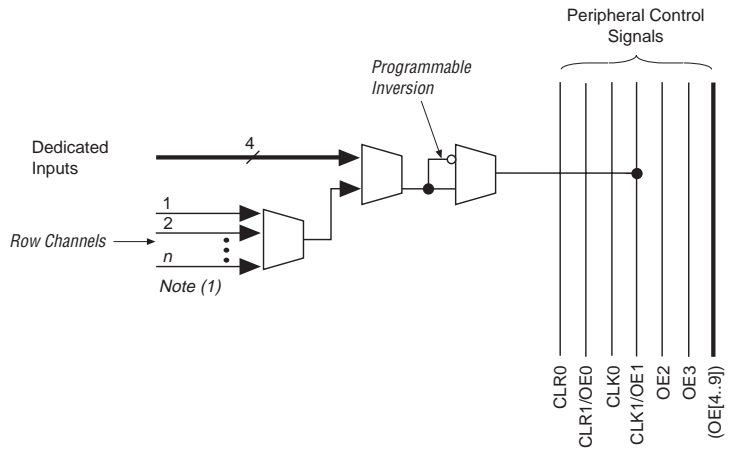 Peripheral Control
Signals
Programmable
Inversion
Dedicated
Inputs
4
1
2
n
Row Channels
Note (1)
CLR0
CLR1/OE0
CLK0
CLK1/OE1
OE2
OE3
(OE[4..9])